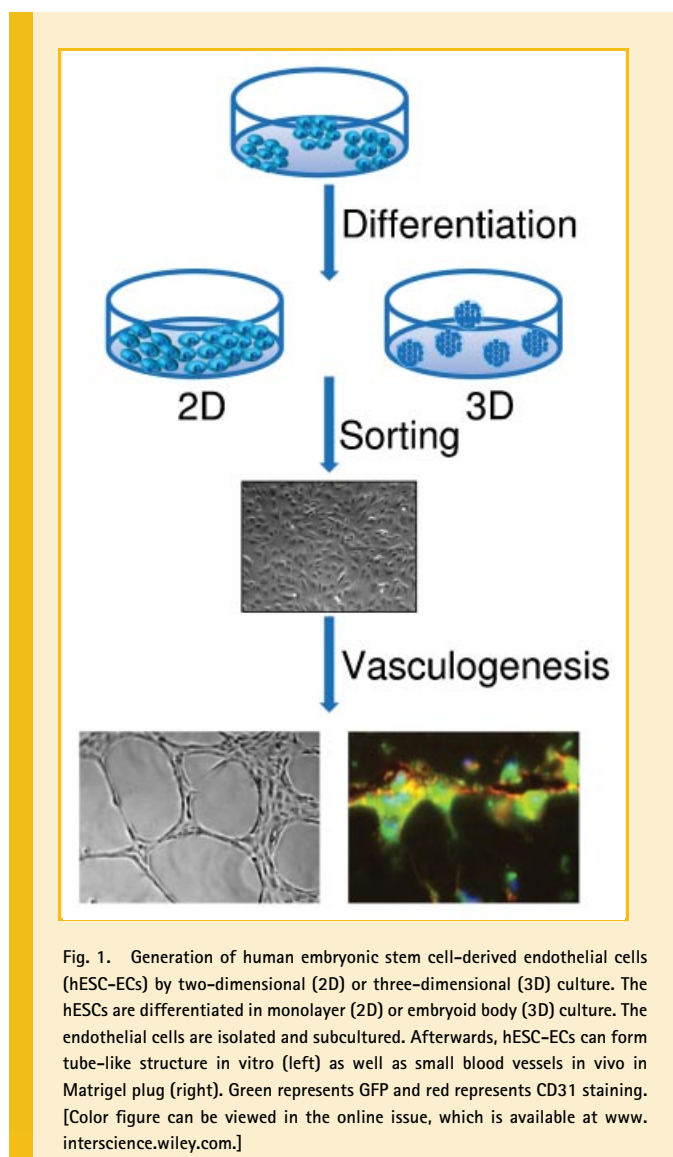 Differentiation
2D
3D
Sorting
Vasculogenesis
Fig. 1. Generation of human embryonic stem cell-derived endothelial cells
(hESC-ECs) by two-dimensional (2D) or three-dimensional (3D) culture. The
hESCs are differentiated in monolayer (2D) or embryoid body (3D) culture. The
endothelial cells are isolated and subcultured. Afterwards, hESC-ECs can form
tube-like structure in vitro (left) as well as small blood vessels in vivo in
Matrigel plug (right). Green represents GFP and red represents CD31 staining.
[Color figure can be viewed in the online issue, which is available at www.
interscience.wiley.com.]